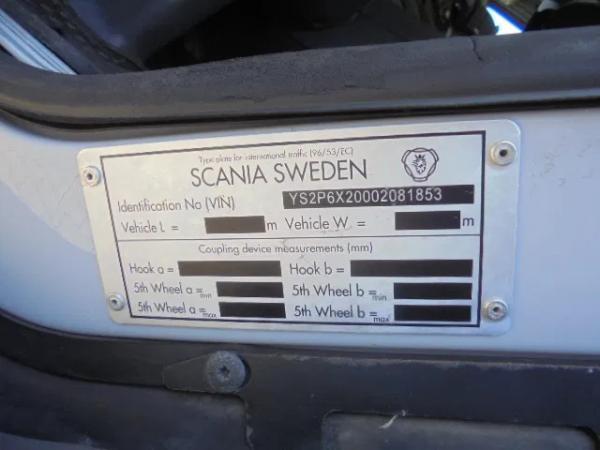 Type plate for international traffic (96/53/EC)
SCANIA SWEDEN
Identification No (VIN) YS2P6X20002081853
Vehicle L = m Vehicle W = m
Coupling device measurements (mm)
Hook a = Hook b =
5th Wheel a = min 5th Wheel b = min
5th Wheel a = max 5th Wheel b = max